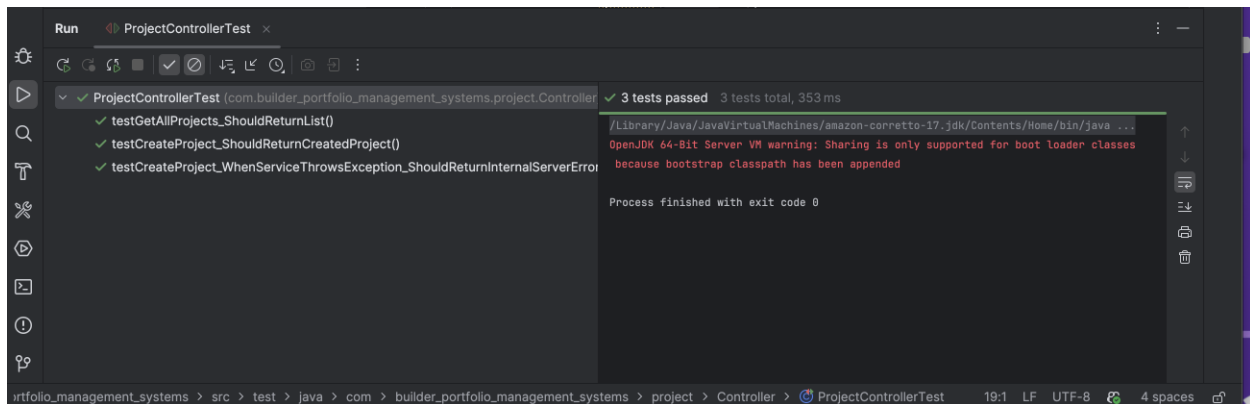 Run ProjectControllerTest
ProjectControllerTest (com.builder_portfolio_management_systems.project.Controller
testGetAllProjects_ShouldReturnList()
testCreateProject_ShouldReturnCreatedProject()
testCreateProject_WhenServiceThrowsException_ShouldReturnInternalServerError
3 tests passed 3 tests total, 353 ms
/Library/Java/JavaVirtualMachines/amazon-corretto-17.jdk/Contents/Home/bin/java ...
OpenJDK 64-Bit Server VM warning: Sharing is only supported for boot loader classes
because bootstrap classpath has been appended
Process finished with exit code 0
ortfolio_management_systems > src > test > java > com > builder_portfolio_management_systems > project > Controller > ProjectControllerTest 19:1 LF UTF-8 4 spaces